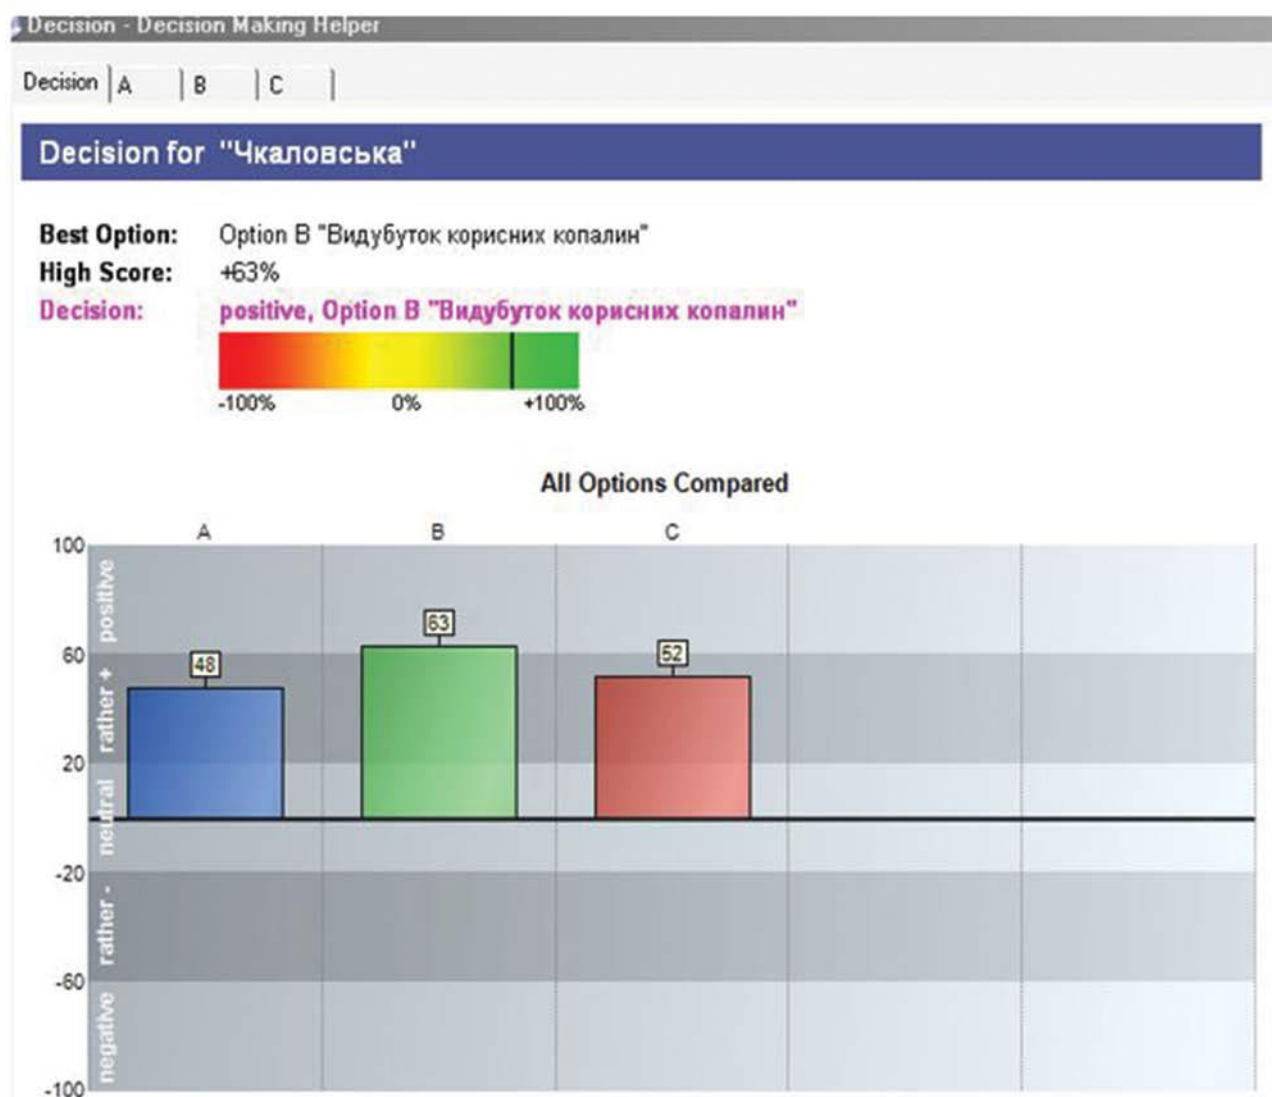 Decision - Decision Making Helper
Decision A B C
Decision for "Чкаловська"
Best Option: Option B "Видубуток корисних копалин"
High Score: +63%
Decision: positive, Option B "Видубуток корисних копалин"
-100% 0% +100%
All Options Compared
A B C
100
positive
63
60
52
48
rather +
20
neutral
-20
rather -
-60
negative
-100